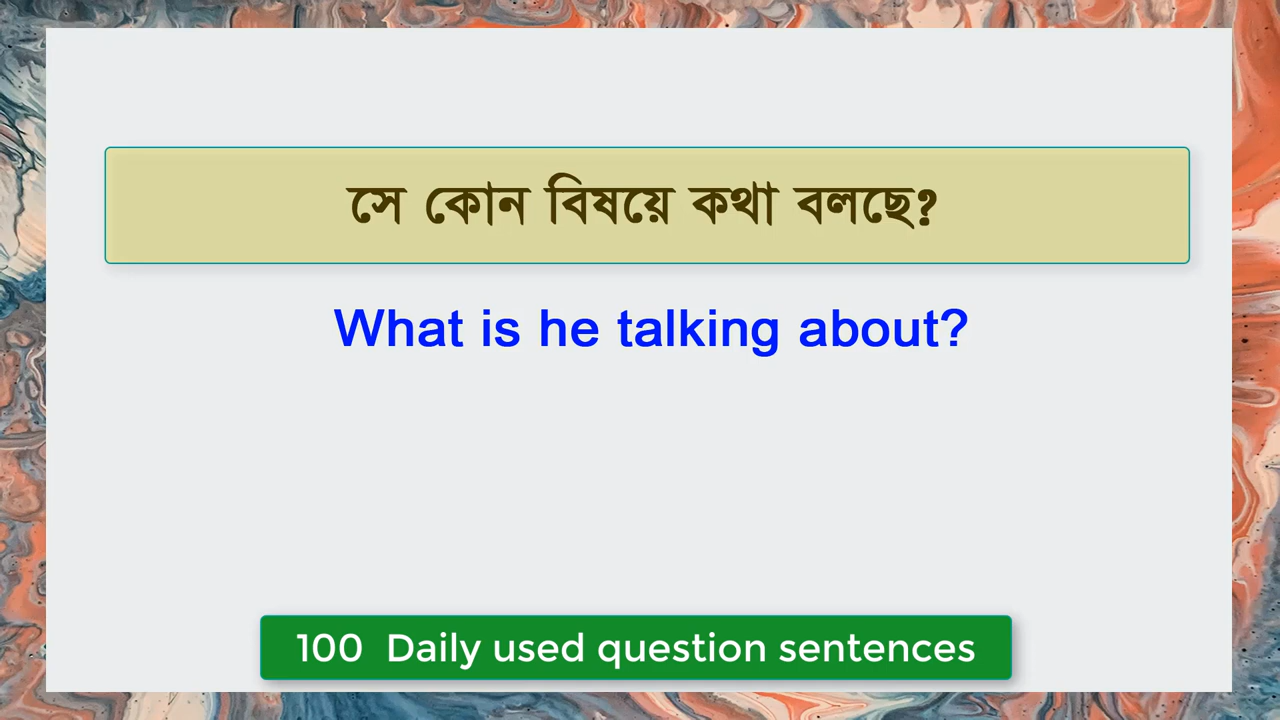 সে কোন বিষয়ে কথা বলছে?
What is he talking about?
100 Daily used question sentences